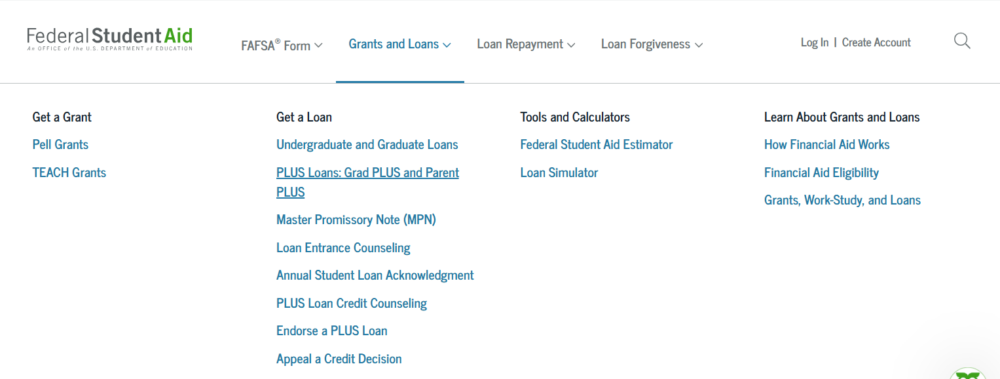 Federal Student Aid
An OFFICE of the U.S. DEPARTMENT of EDUCATION
FAFSA® Form
Grants and Loans
Loan Repayment
Loan Forgiveness
Log In | Create Account
Get a Grant
Pell Grants
TEACH Grants
Get a Loan
Undergraduate and Graduate Loans
PLUS Loans: Grad PLUS and Parent
PLUS
Master Promissory Note (MPN)
Loan Entrance Counseling
Annual Student Loan Acknowledgment
PLUS Loan Credit Counseling
Endorse a PLUS Loan
Appeal a Credit Decision
Tools and Calculators
Federal Student Aid Estimator
Loan Simulator
Learn About Grants and Loans
How Financial Aid Works
Financial Aid Eligibility
Grants, Work-Study, and Loans